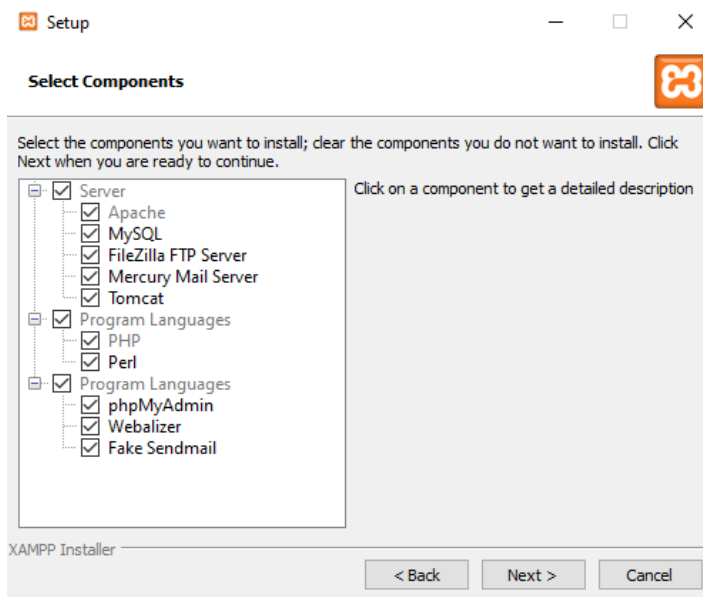 Setup
Select Components
Select the components you want to install; clear the components you do not want to install. Click
Next when you are ready to continue.
Server
Click on a component to get a detailed description
Apache
MySQL
FileZilla FTP Server
Mercury Mail Server
Tomcat
Program Languages
PHP
Perl
Program Languages
phpMyAdmin
Webalizer
Fake Sendmail
XAMPP Installer
< Back
Next >
Cancel